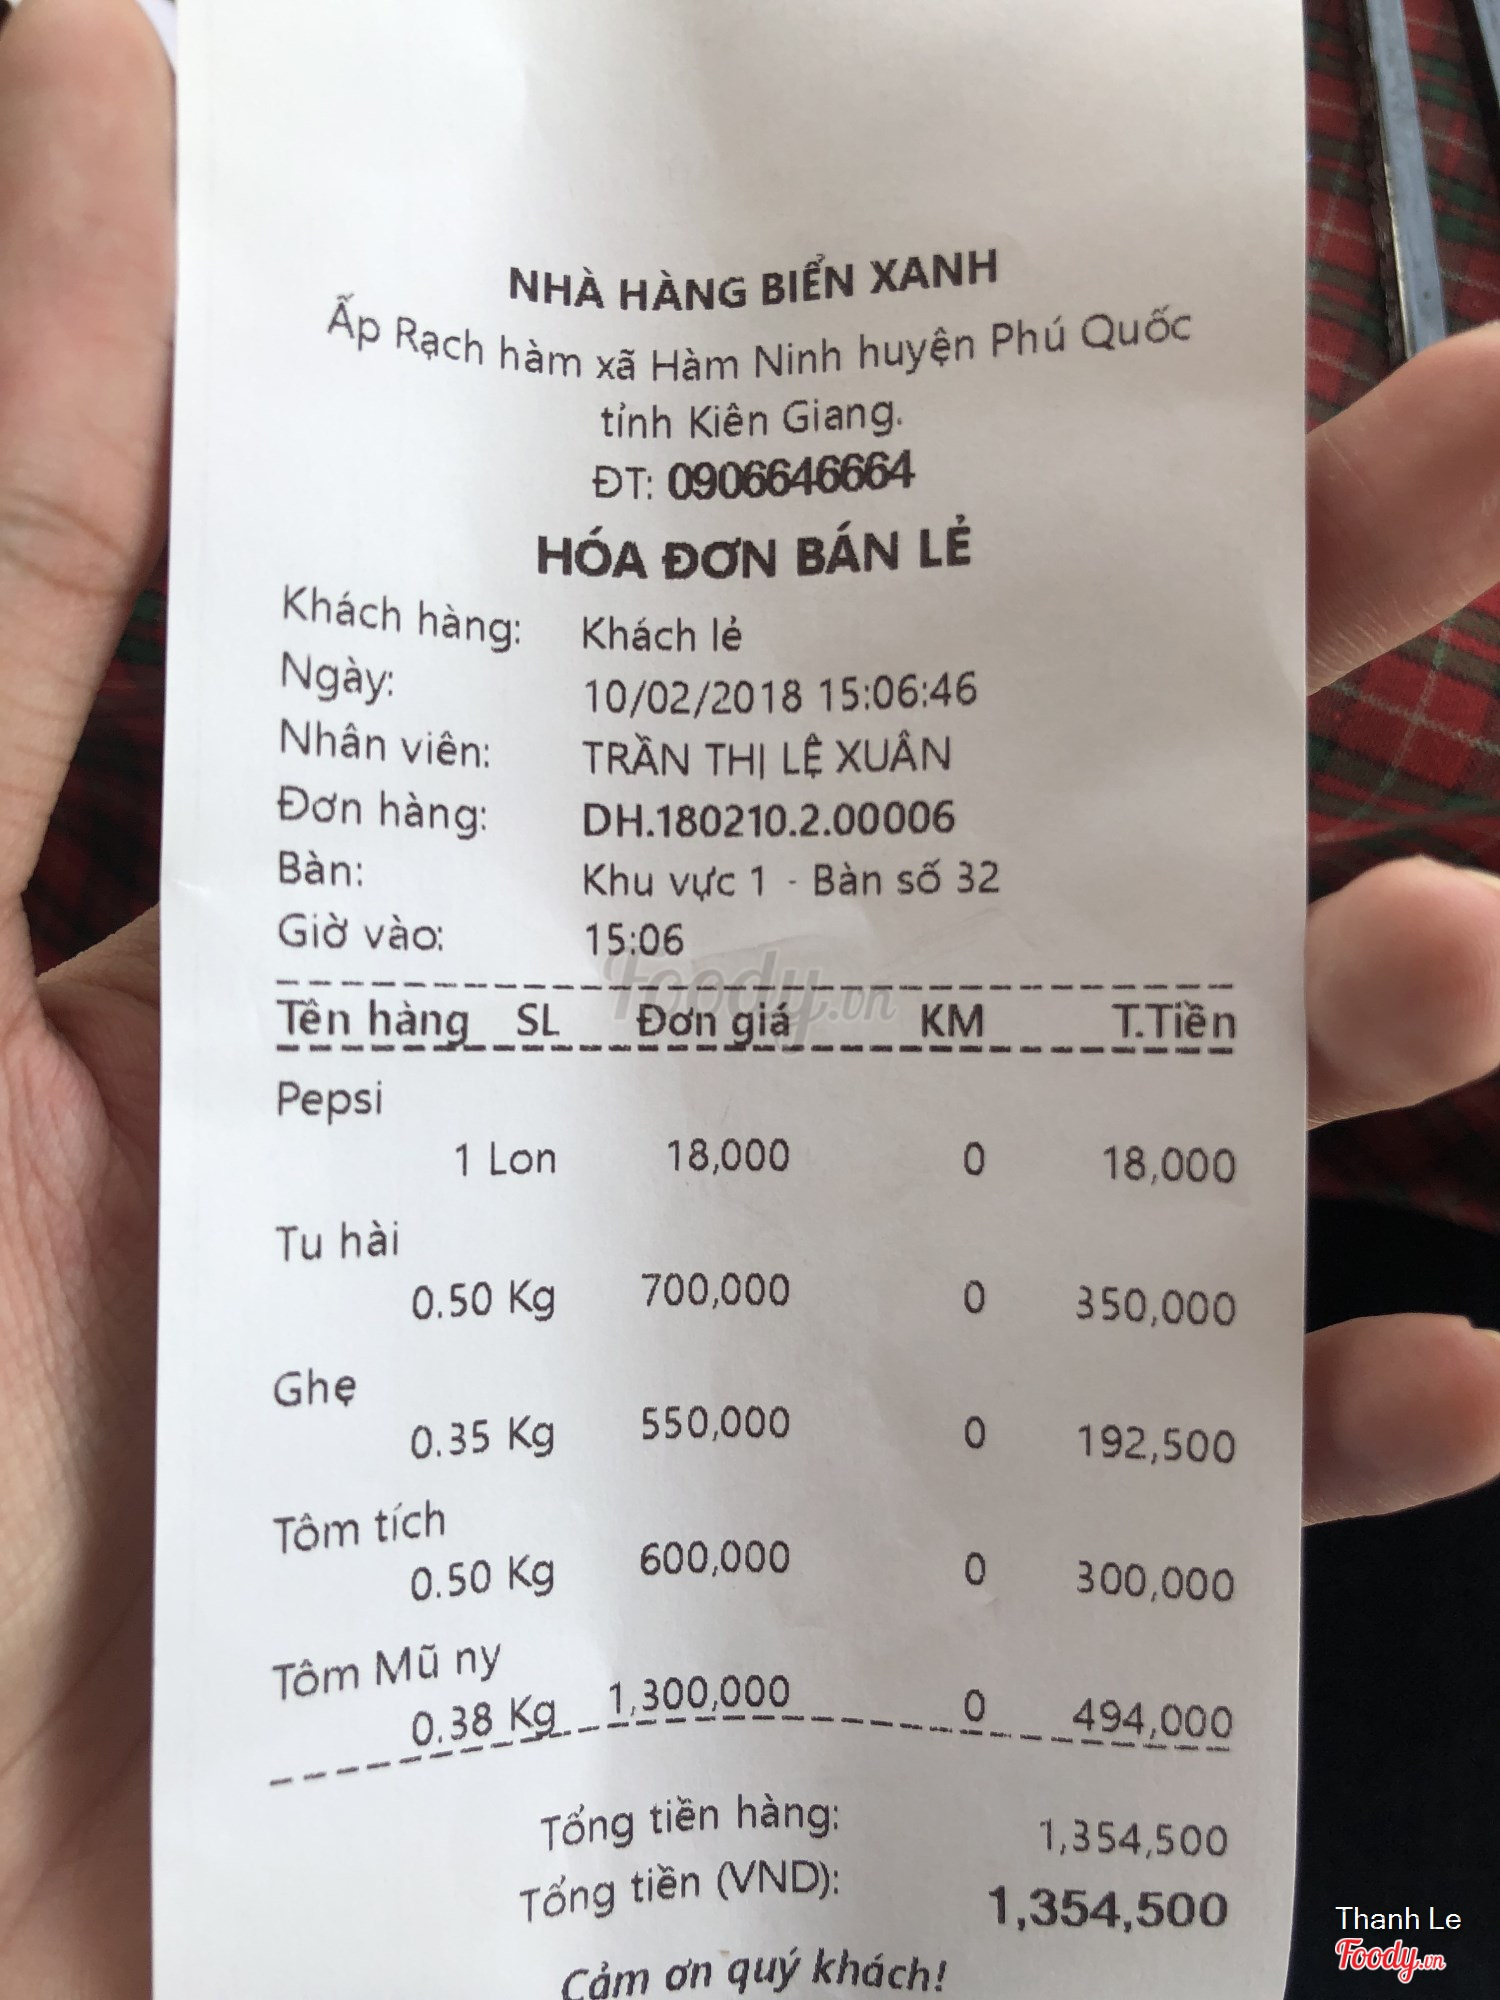 NHÀ HÀNG BIỂN XANH
Ấp Rạch hàm xã Hàm Ninh huyện Phú Quốc
tỉnh Kiên Giang.
ĐT: 0906646664
HÓA ĐƠN BÁN LẺ
Khách hàng: Khách lẻ
Ngày: 10/02/2018 15:06:46
Nhân viên: TRẦN THỊ LỆ XUÂN
Đơn hàng: DH.180210.2.00006
Bàn: Khu vực 1 - Bàn số 32
Giờ vào: 15:06
Foody.vn
Tên hàng SL Đơn giá KM T.Tiền
Pepsi
1 Lon 18,000 0 18,000
Tu hài
0.50 Kg 700,000 0 350,000
Ghẹ
0.35 Kg 550,000 0 192,500
Tôm tích
0.50 Kg 600,000 0 300,000
Tôm Mũ ny
0.38 Kg 1,300,000 0 494,000
Tổng tiền hàng: 1,354,500
Tổng tiền (VND): 1,354,500
Cảm ơn quý khách!
Thanh Le
Foody.vn